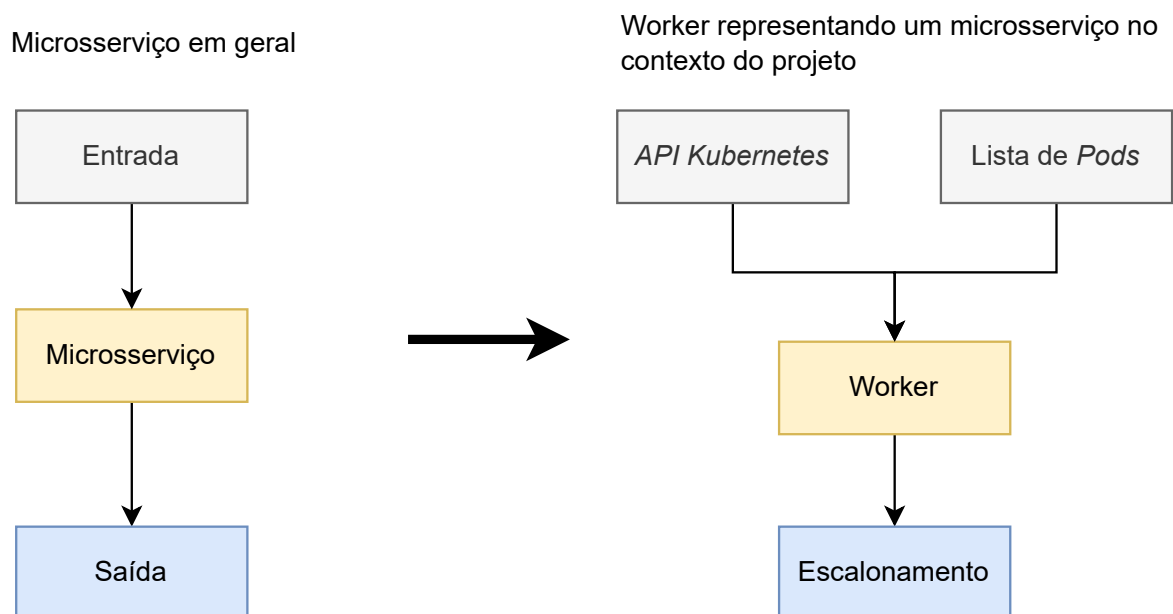 Microsserviço em geral
Worker representando um microsserviço no
contexto do projeto
Entrada
API Kubernetes
Lista de Pods
Microsserviço
Worker
Saída
Escalonamento